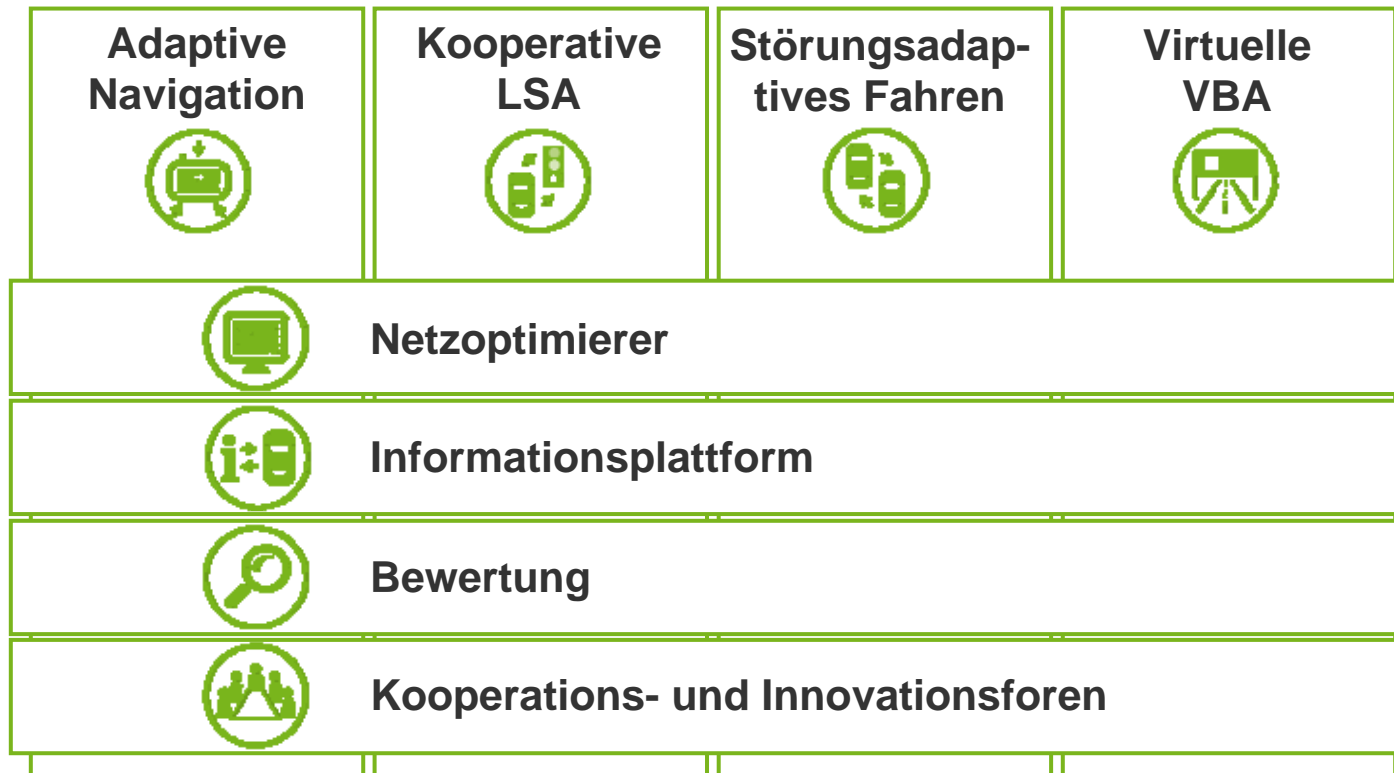 Adaptive
Navigation
Kooperative
LSA
Störungsadap-
tives Fahren
Virtuelle
VBA
Netzoptimierer
Informationsplattform
Bewertung
Kooperations- und Innovationsforen